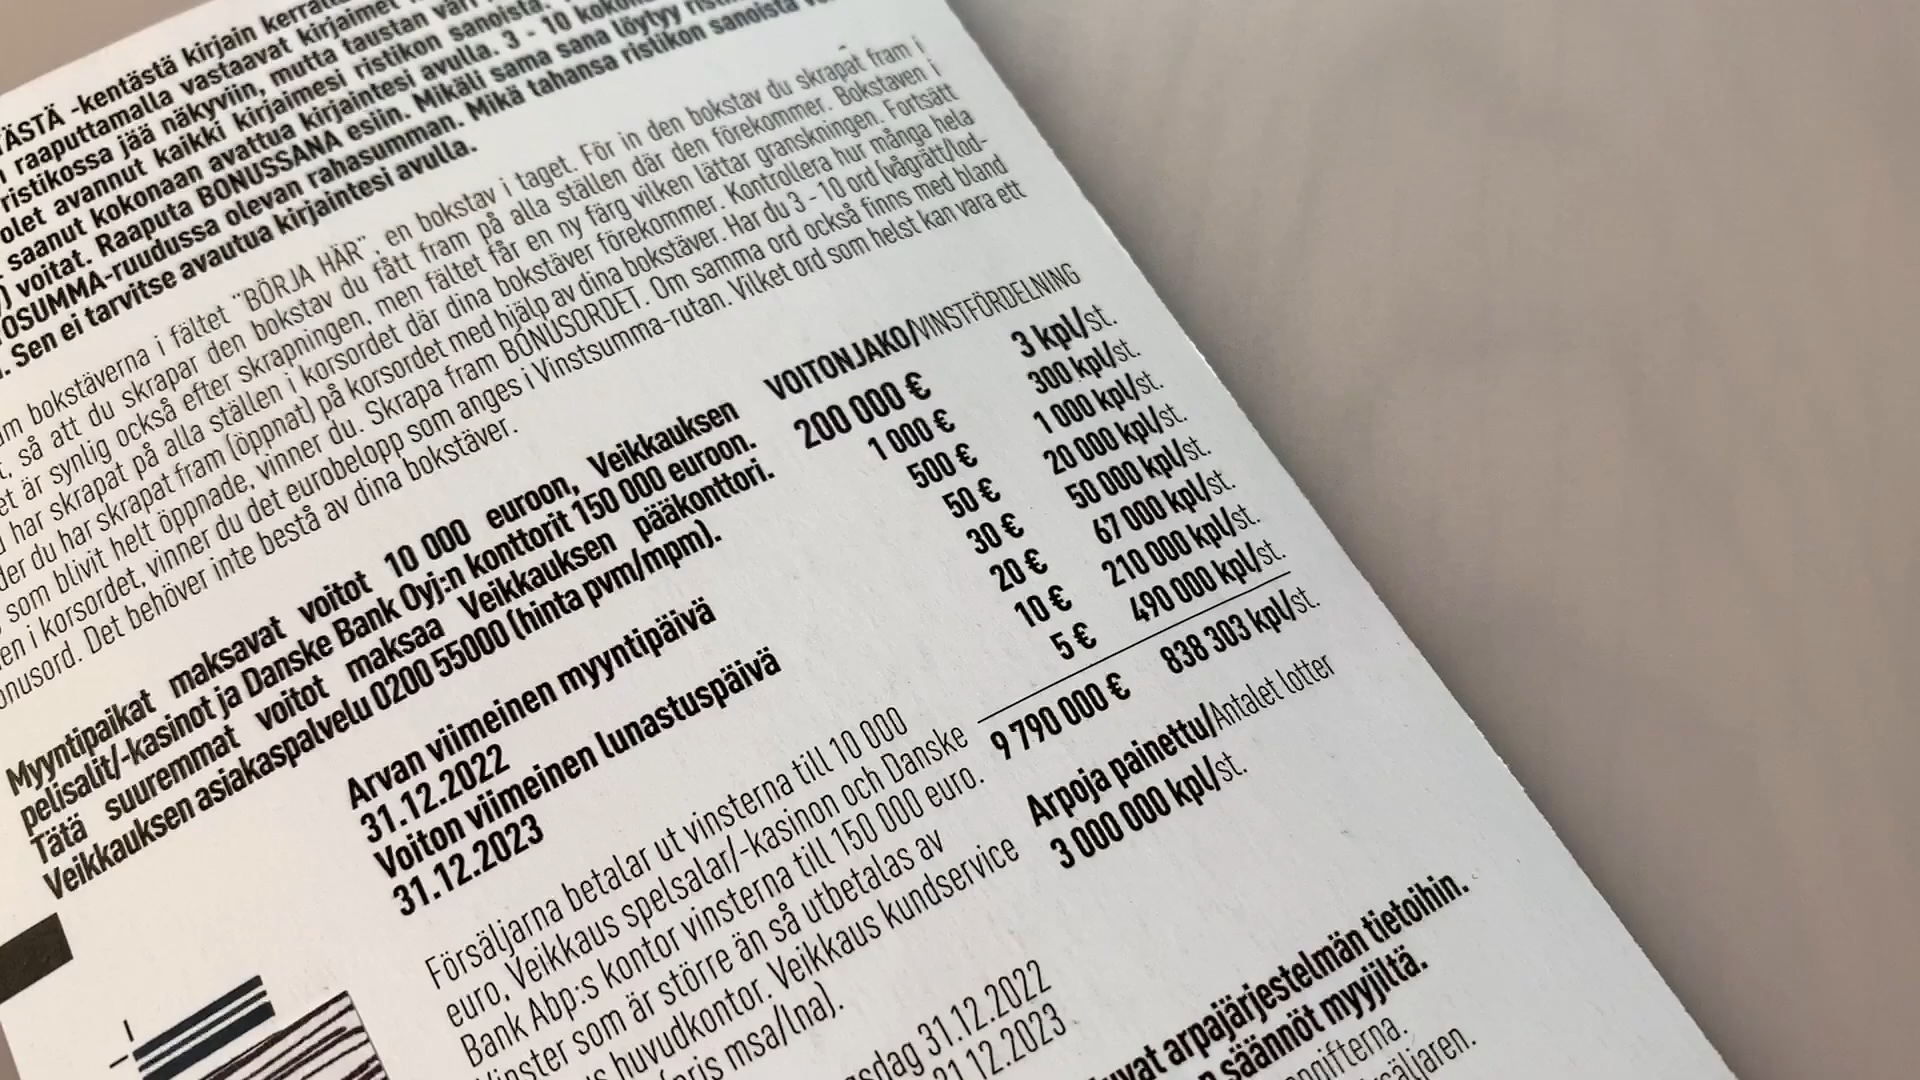 TÄSTÄ -kentästä kirjain
raaputtamalla vastaavat kirjaimet
ristikossa jää näkyviin, mutta taustan väri
olet avannut kaikki kirjaimesi ristikon sanoista.
saanut kokonaan avattua kirjaintesi avulla. 3 - 10
voitat. Raaputa BONUSSANA esiin. Mikäli sama sana löytyy
OSUMMA-ruudussa olevan rahasumman. Mikä tahansa ristikon sanoista
Sen ei tarvitse avautua kirjaintesi avulla.
bokstäverna i fältet "BÖRJA HÄR", en bokstav i taget. För in den bokstav du skrapat fram i
så att du skrapar den bokstav du fått fram på alla ställen där den förekommer. Bokstaven i
är synlig också efter skrapningen, men fältet får en ny färg vilken lättar granskningen. Fortsätt
har skrapat på alla ställen i korsordet där dina bokstäver förekommer. Kontrollera hur många hela
du har skrapat fram (öppnat) på korsordet med hjälp av dina bokstäver. Har du 3 - 10 ord (vågrätt/lod-
som blivit helt öppnade, vinner du. Skrapa fram BONUSORDET. Om samma ord också finns med bland
i korsordet, vinner du det eurobelopp som anges i Vinstsumma-rutan. Vilket ord som helst kan vara ett
Det behöver inte bestå av dina bokstäver.
Myyntipaikat maksavat voitot 10 000 euroon, Veikkauksen
pelisalit/-kasinot ja Danske Bank Oyj:n konttorit 150 000 euroon.
Tätä suuremmat voitot maksaa Veikkauksen pääkonttori.
Veikkauksen asiakaspalvelu 0200 55000 (hinta pvm/mpm).
VOITONJAKO/VINSTFÖRDELNING
200 000 € 3 kpl/st.
1 000 € 300 kpl/st.
500 € 1 000 kpl/st.
50 € 20 000 kpl/st.
30 € 50 000 kpl/st.
20 € 67 000 kpl/st.
10 € 210 000 kpl/st.
5 € 490 000 kpl/st.
9 790 000 € 838 303 kpl/st.
Arpoja painettu/Antalet lotter
3 000 000 kpl/st.
Arvan viimeinen myyntipäivä
31.12.2022
Voiton viimeinen lunastuspäivä
31.12.2023
Försäljarna betalar ut vinsterna till 10 000
euro, Veikkaus spelsalar/-kasinon och Danske
Bank Abp:s kontor vinsterna till 150 000 euro.
Vinster som är större än så utbetalas av
huvudkontor. Veikkaus kundservice
msa/lna).
31.12.2022
31.12.2023
arpajärjestelmän tietoihin.
säännöt myyjiltä.